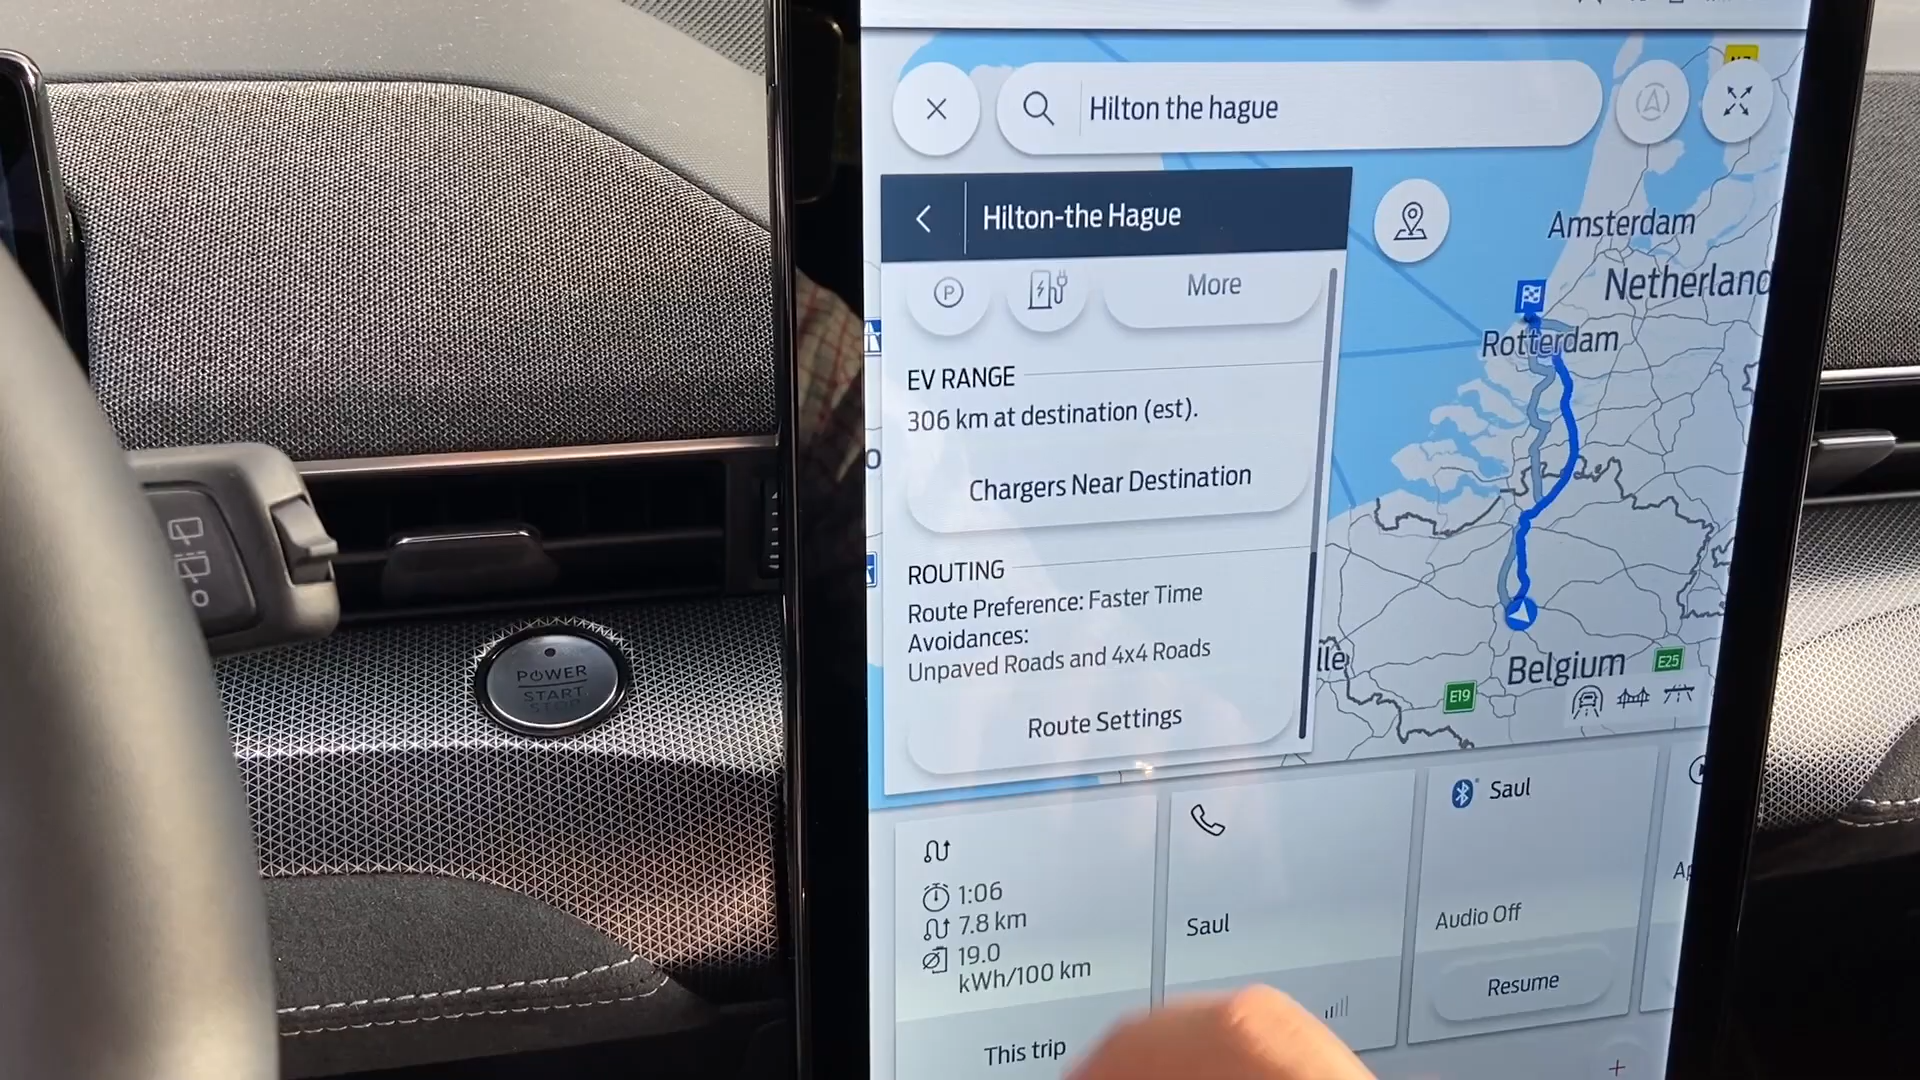 Hilton the hague
Hilton-the Hague
P
More
EV RANGE
306 km at destination (est).
Chargers Near Destination
ROUTING
Route Preference: Faster Time
Avoidances:
Unpaved Roads and 4x4 Roads
Route Settings
Amsterdam
Netherland
Rotterdam
lle
Belgium
E25
E19
1:06
7.8 km
19.0
kWh/100 km
This trip
Saul
Saul
Audio Off
Resume
POWER
START
STOP